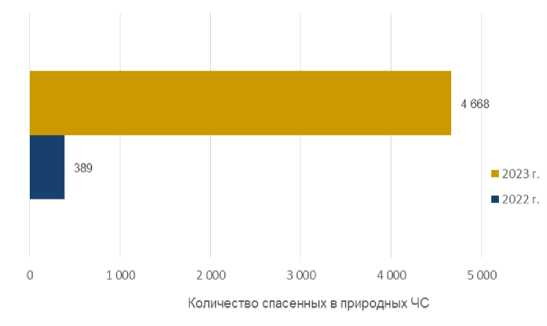 4 668
389
2023 г.
2022 г.
0 1 000 2 000 3 000 4 000 5 000
Количество спасенных в природных ЧС